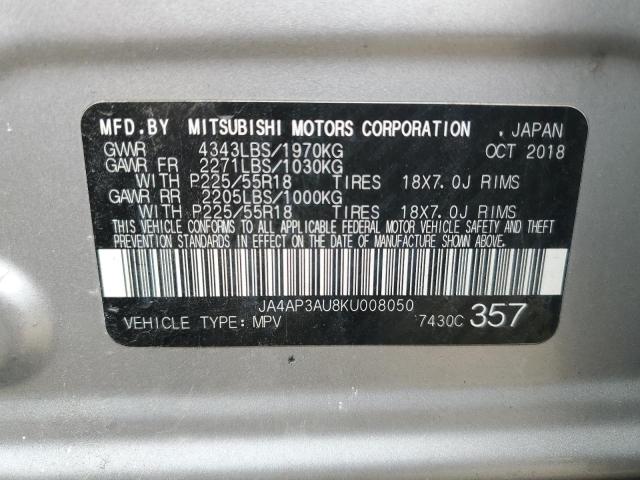 MFD.BY MITSUBISHI MOTORS CORPORATION . JAPAN
GVWR 4343LBS/1970KG OCT 2018
GAWR FR 2271LBS/1030KG
WITH P225/55R18 TIRES 18X7.0J RIMS
GAWR RR 2205LBS/1000KG
WITH P225/55R18 TIRES 18X7.0J RIMS
THIS VEHICLE CONFORMS TO ALL APPLICABLE FEDERAL MOTOR VEHICLE SAFETY AND THEFT
PREVENTION STANDARDS IN EFFECT ON THE DATE OF MANUFACTURE SHOWN ABOVE.
JA4AP3AU8KU008050
VEHICLE TYPE: MPV 7430C 357